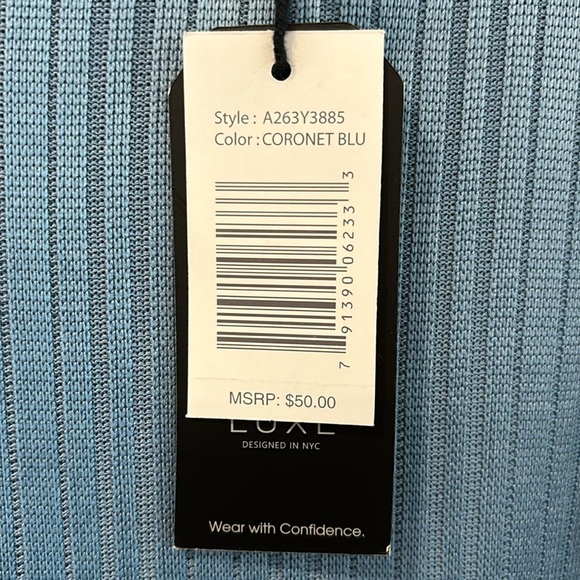 Style : A263Y3885
Color : CORONET BLU
7 91390 06233 3
MSRP: $50.00
LUXE
DESIGNED IN NYC
Wear with Confidence.